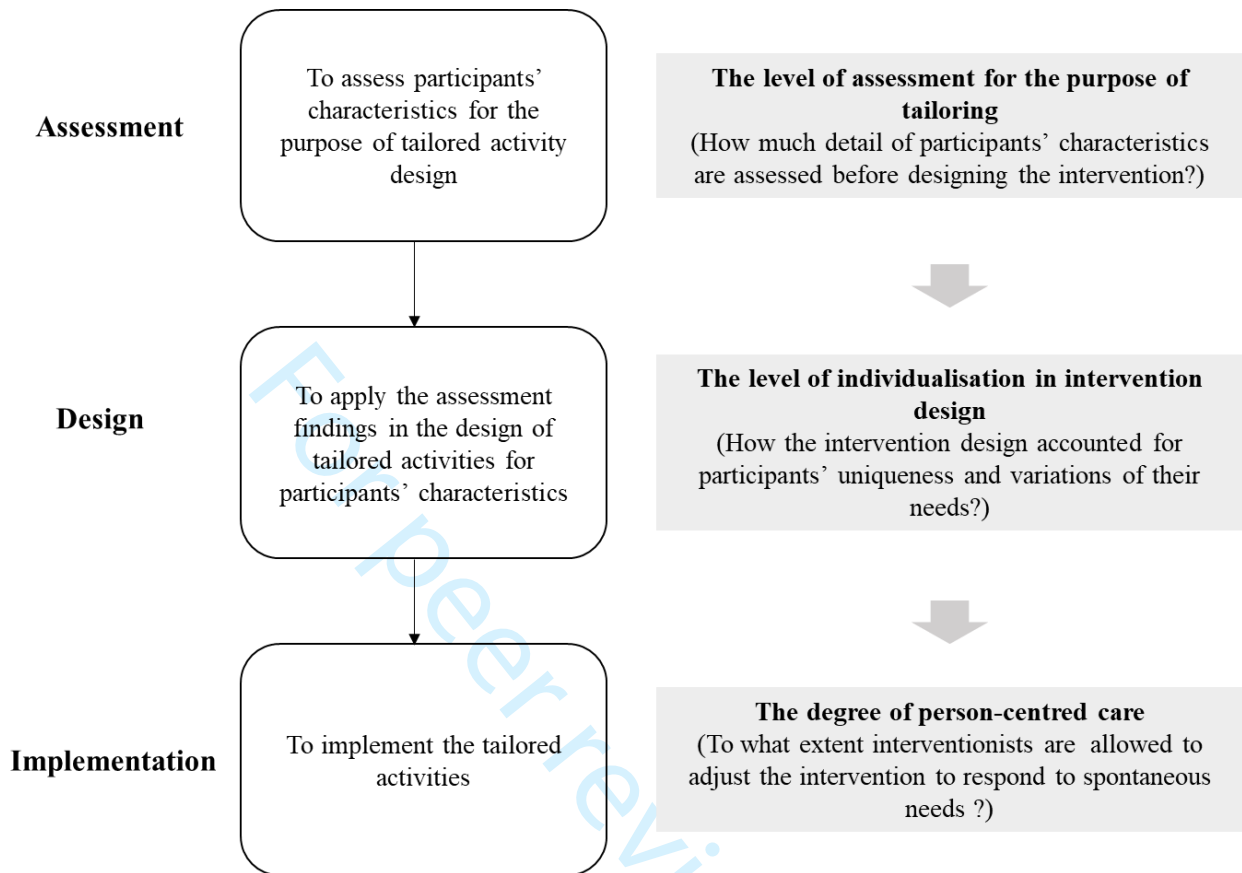 Assessment
To assess participants’
characteristics for the
purpose of tailored activity
design
The level of assessment for the purpose of
tailoring
(How much detail of participants’ characteristics
are assessed before designing the intervention?)
Design
To apply the assessment
findings in the design of
tailored activities for
participants’ characteristics
The level of individualisation in intervention
design
(How the intervention design accounted for
participants’ uniqueness and variations of their
needs?)
Implementation
To implement the tailored
activities
The degree of person-centred care
(To what extent interventionists are allowed to
adjust the intervention to respond to spontaneous
needs ?)
For peer revi